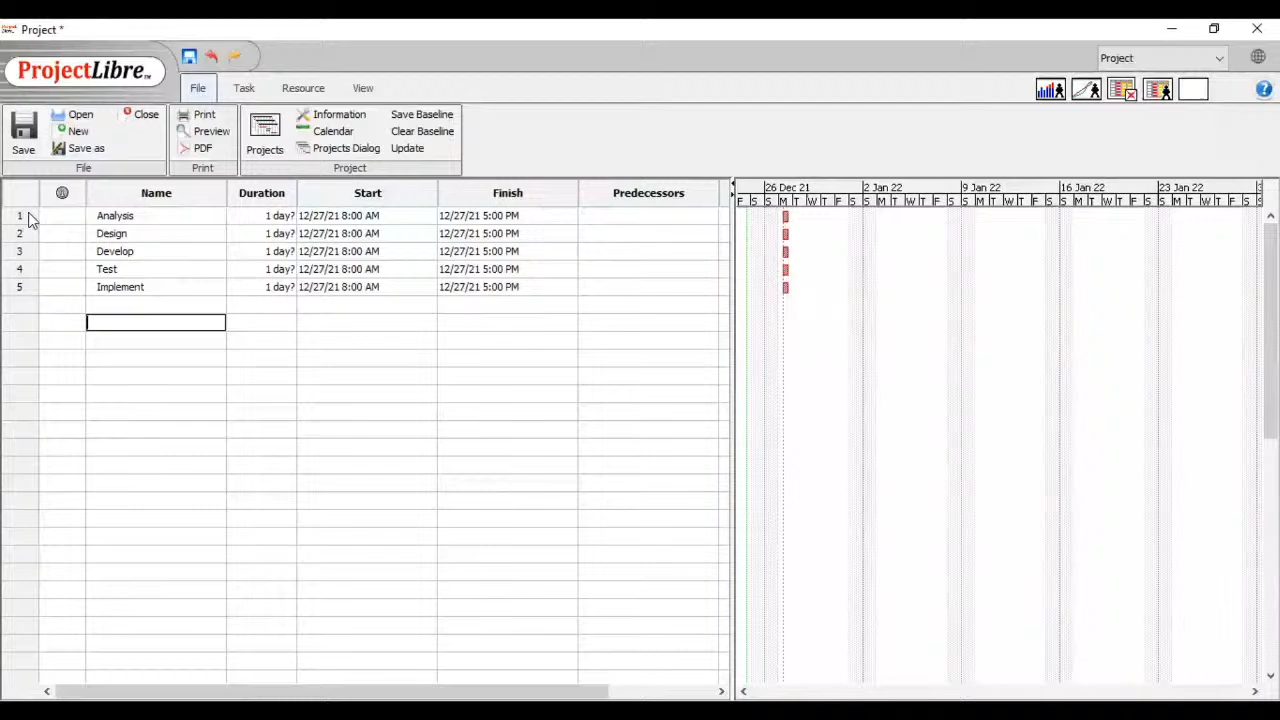 Project *
ProjectLibre
Project
File Task Resource View
Save
Open
New
Save as
Close
File
Print
Preview
PDF
Print
Projects
Information
Calendar
Projects Dialog
Save Baseline
Clear Baseline
Update
Project
Name Duration Start Finish Predecessors
1 Analysis 1 day? 12/27/21 8:00 AM 12/27/21 5:00 PM
2 Design 1 day? 12/27/21 8:00 AM 12/27/21 5:00 PM
3 Develop 1 day? 12/27/21 8:00 AM 12/27/21 5:00 PM
4 Test 1 day? 12/27/21 8:00 AM 12/27/21 5:00 PM
5 Implement 1 day? 12/27/21 8:00 AM 12/27/21 5:00 PM
26 Dec 21 2 Jan 22 9 Jan 22 16 Jan 22 23 Jan 22
F S S M T W T F S S M T W T F S S M T W T F S S M T W T F S S M T W T F S